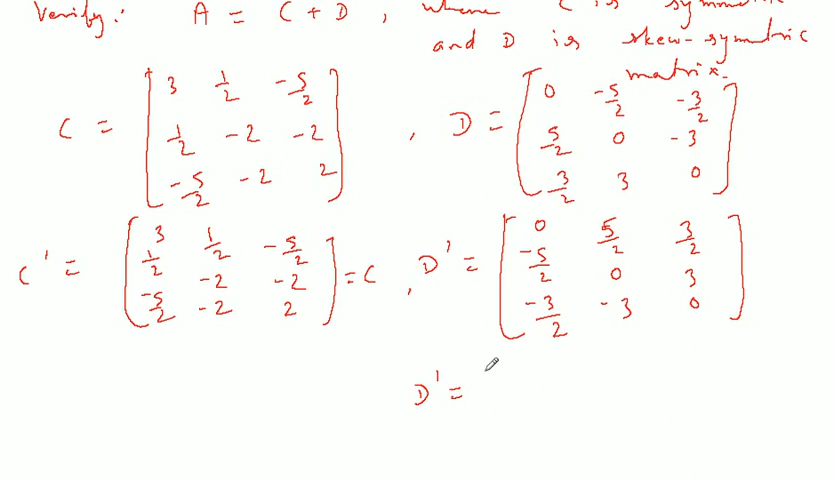 Verify: A = C + D, where C is symmetric
and D is skew-symmetric
matrix.
C = [3 1/2 -5/2
1/2 -2 -2
-5/2 -2 2], D = [0 -5/2 -3/2
5/2 0 -3
3/2 3 0]
C' = [3 1/2 -5/2
1/2 -2 -2
-5/2 -2 2] = C, D' = [0 5/2 3/2
-5/2 0 3
-3/2 -3 0]
D' =